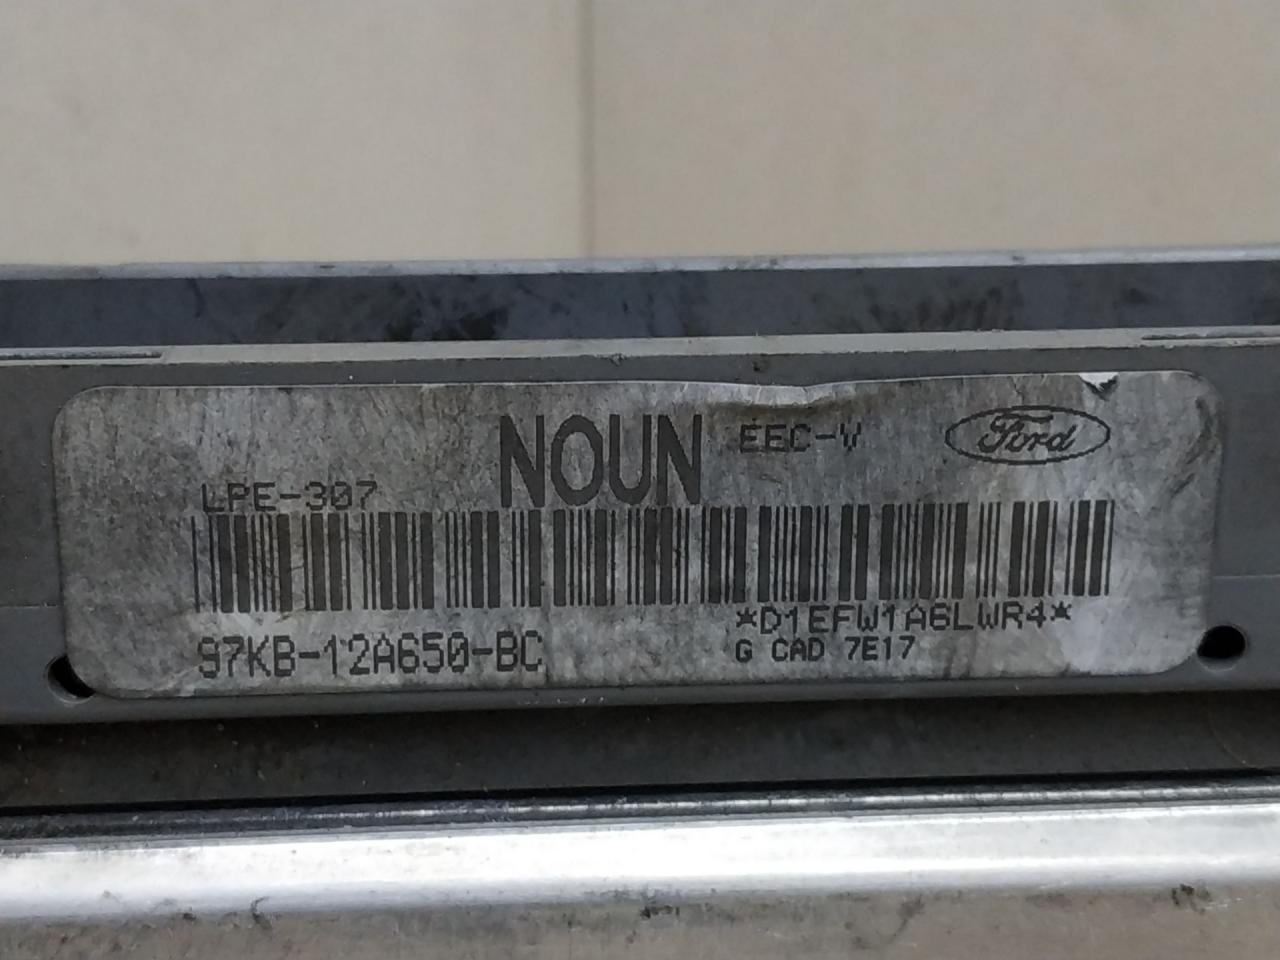 NOUN EEC-V Ford
LPE-307
*D1EFW1A6LWR4*
97KB-12A650-BC G CAD 7E17